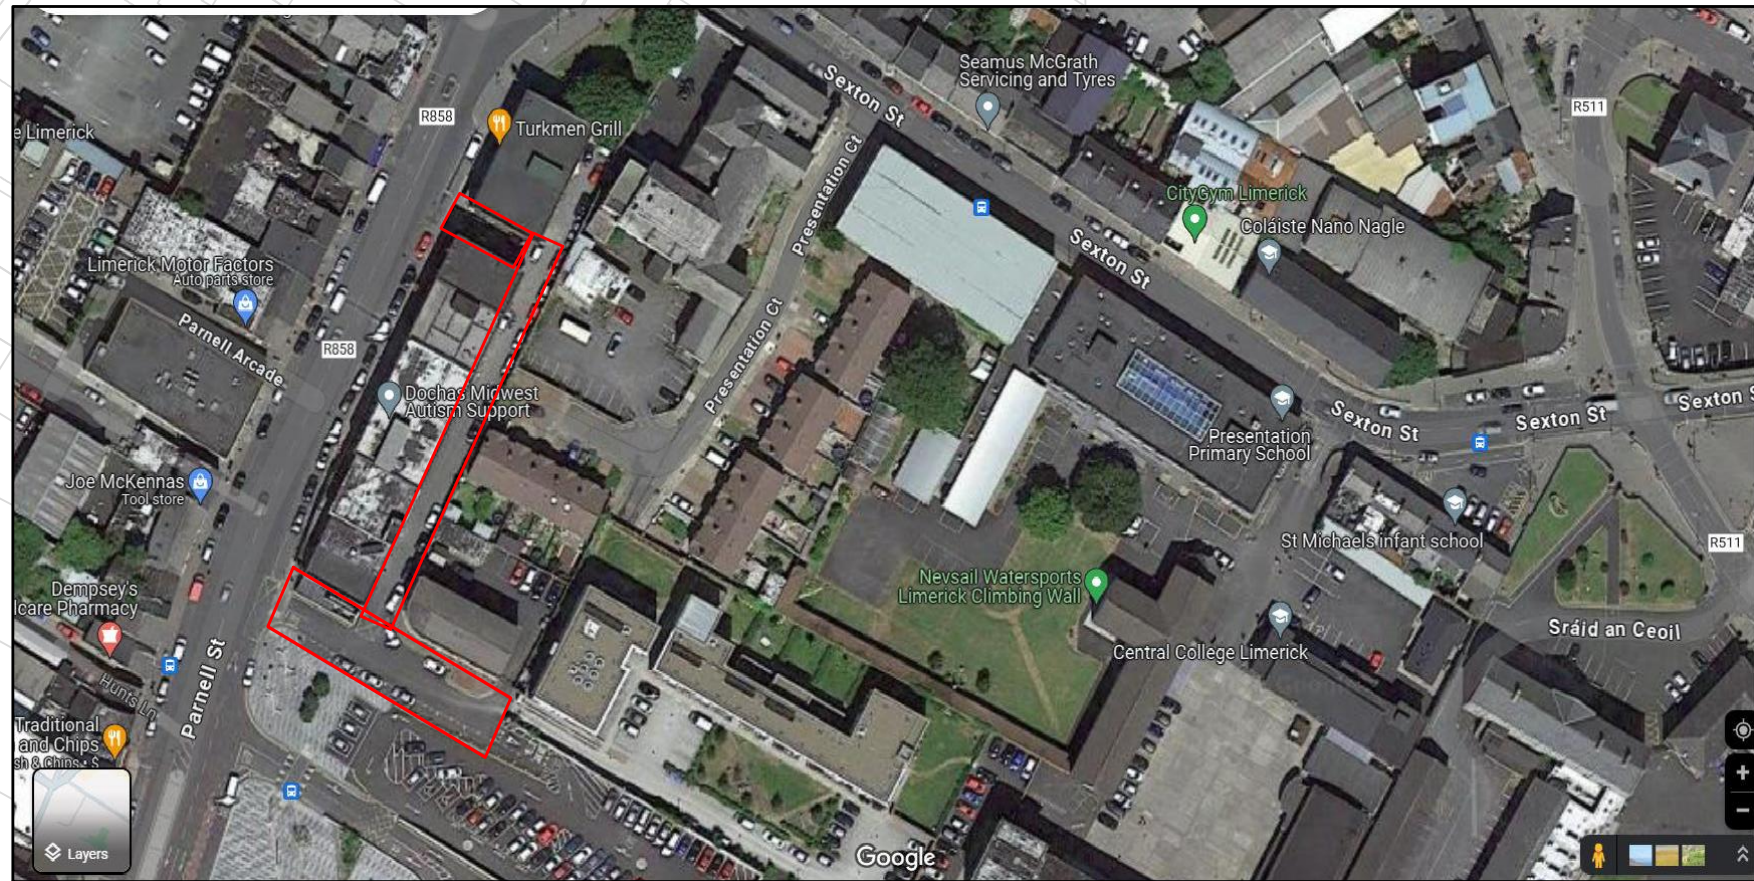 R858
Turkmen Grill
Sexton St
Seamus McGrath
Servicing and Tyres
R511
e Limerick
Presentation Ct
CityGym Limerick
Coláiste Nano Nagle
Sexton St
Limerick Motor Factors
Auto parts store
Parnell Arcade
R858
Presentation Ct
Dochas Midwest
Autism Support
Presentation
Primary School
Sexton St
Sexton St
Sexton S
Joe McKennas
Tool store
St Michaels infant school
R511
Dempsey's
lcare Pharmacy
Nevsail Watersports
Limerick Climbing Wall
Central College Limerick
Sráid an Ceoil
Parnell St
Hunts Ln
Traditional
and Chips
sh & Chips • $
Layers
Google